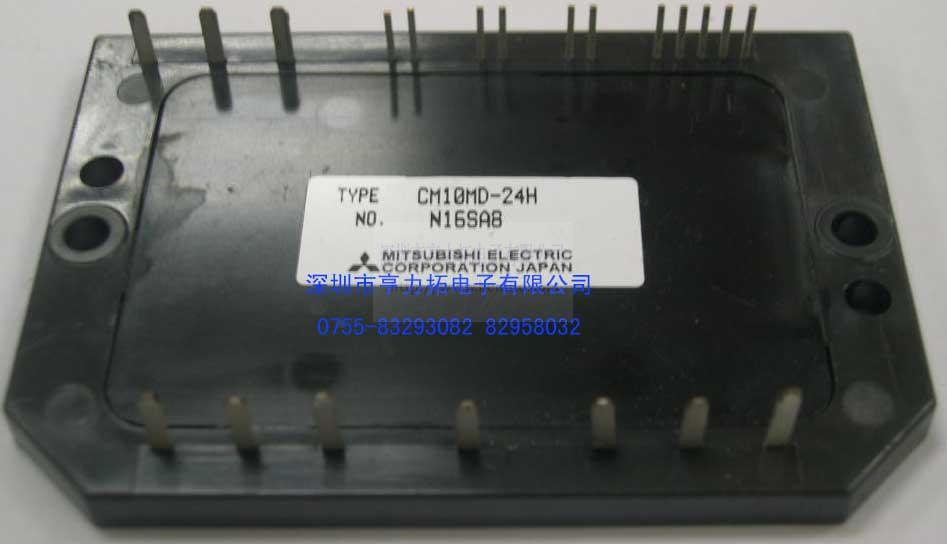 TYPE CM10MD-24H
NO. N16SA8
MITSUBISHI ELECTRIC
CORPORATION JAPAN
深圳市亨力拓电子有限公司
0755-83293082 82958032